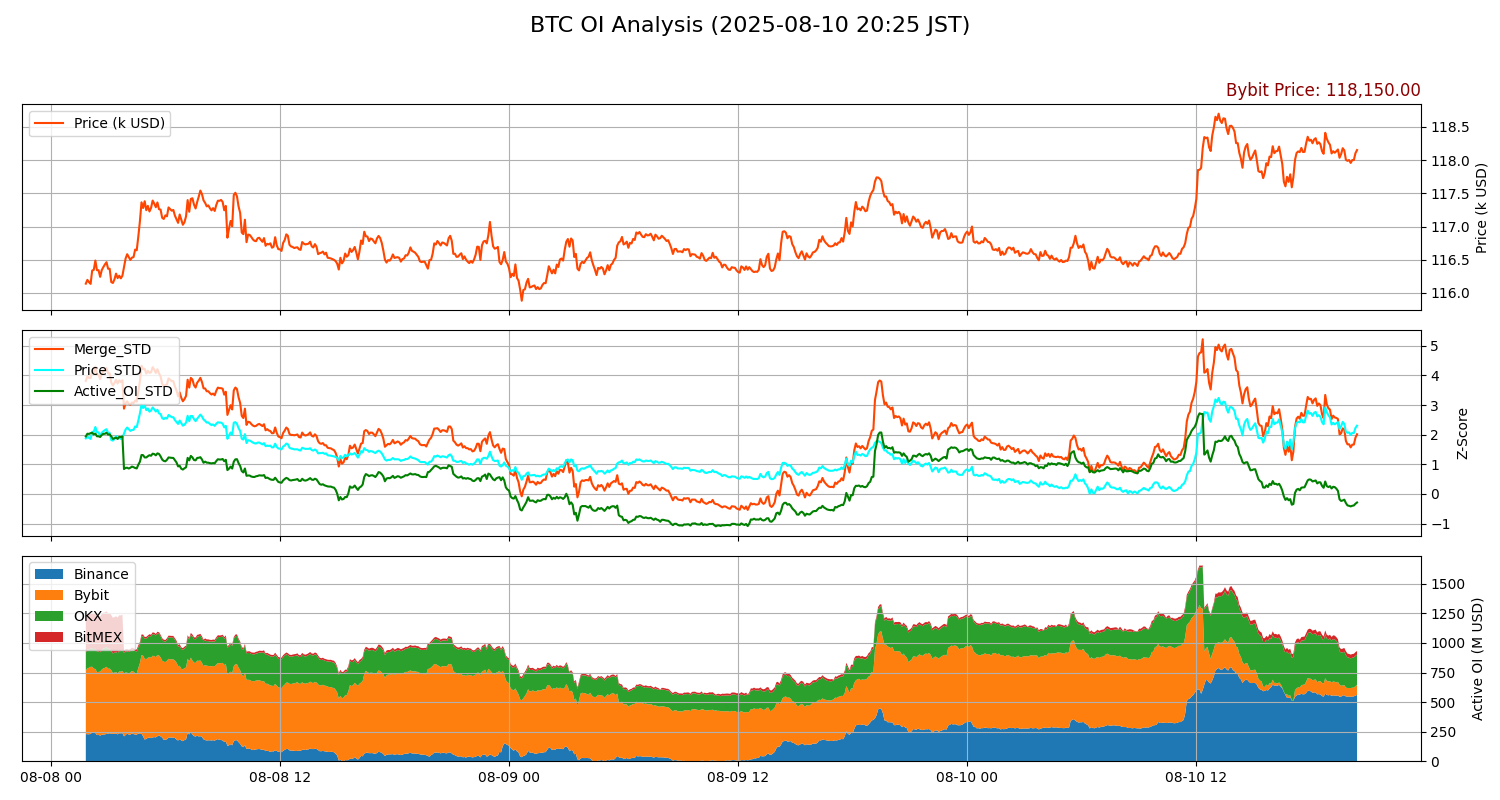 BTC OI Analysis (2025-08-10 20:25 JST)
Bybit Price: 118,150.00
Price (k USD)
118.5
118.0
117.5
117.0
116.5
116.0
Price (k USD)
Merge_STD
Price_STD
Active_OI_STD
5
4
3
2
1
0
−1
Z-Score
Binance
Bybit
OKX
BitMEX
1500
1250
1000
750
500
250
0
Active OI (M USD)
08-08 00
08-08 12
08-09 00
08-09 12
08-10 00
08-10 12